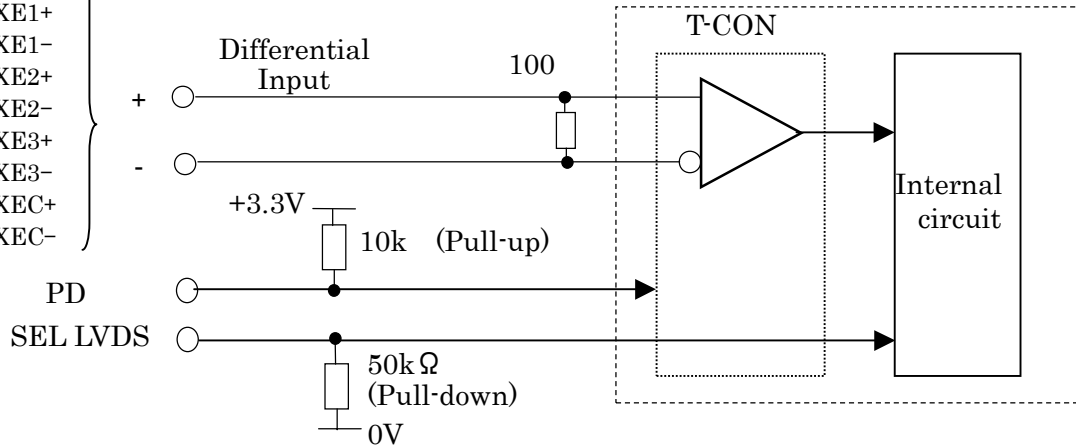 XE1+
XE1−
XE2+
XE2−
XE3+
XE3−
XEC+
XEC−
T-CON
Differential
Input
100
+
-
+3.3V
10k (Pull-up)
Internal
circuit
PD
SEL LVDS
50kΩ
(Pull-down)
0V